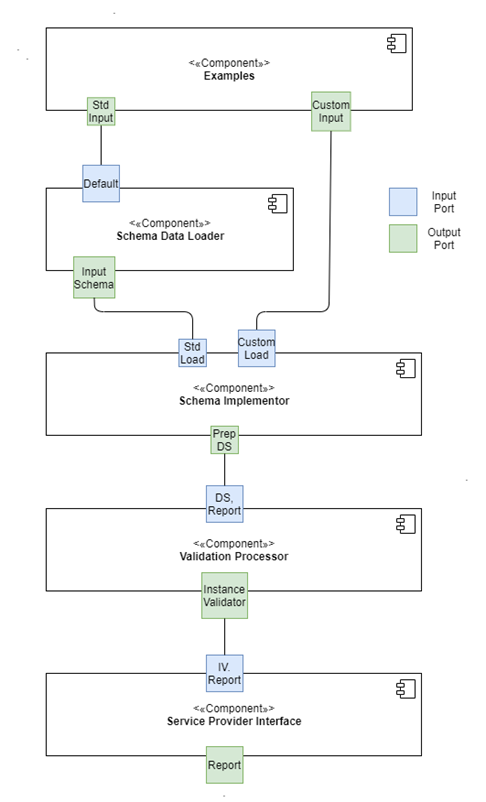 <«Component»>
Examples
Std
Input
Custom
Input
Default
<«Component»>
Schema Data Loader
Input
Schema
Input
Port
Output
Port
Std
Load
Custom
Load
<«Component»>
Schema Implementor
Prep
DS
DS,
Report
<«Component»>
Validation Processor
Instance
Validator
IV.
Report
<«Component»>
Service Provider Interface
Report